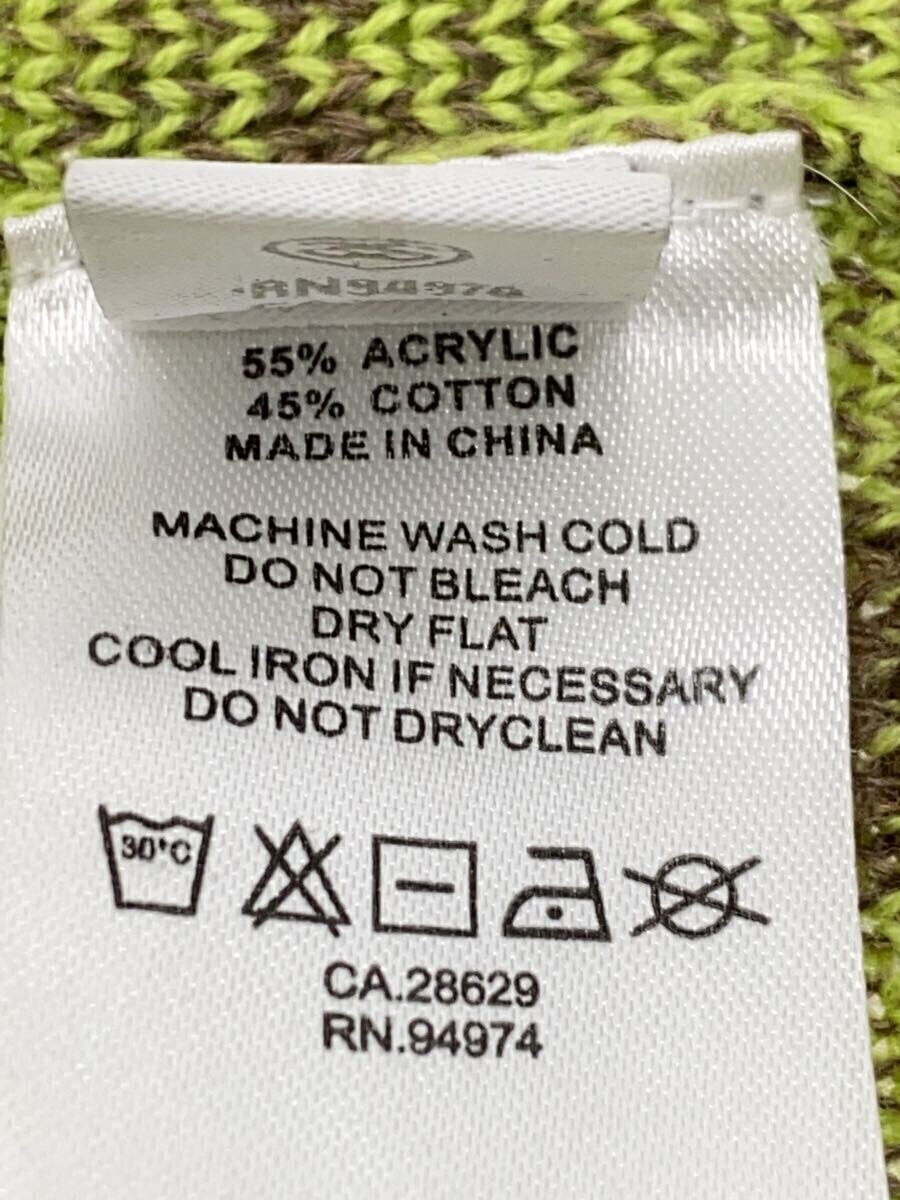 RN94974
55% ACRYLIC
45% COTTON
MADE IN CHINA
MACHINE WASH COLD
DO NOT BLEACH
DRY FLAT
COOL IRON IF NECESSARY
DO NOT DRYCLEAN
30°C
CA.28629
RN.94974